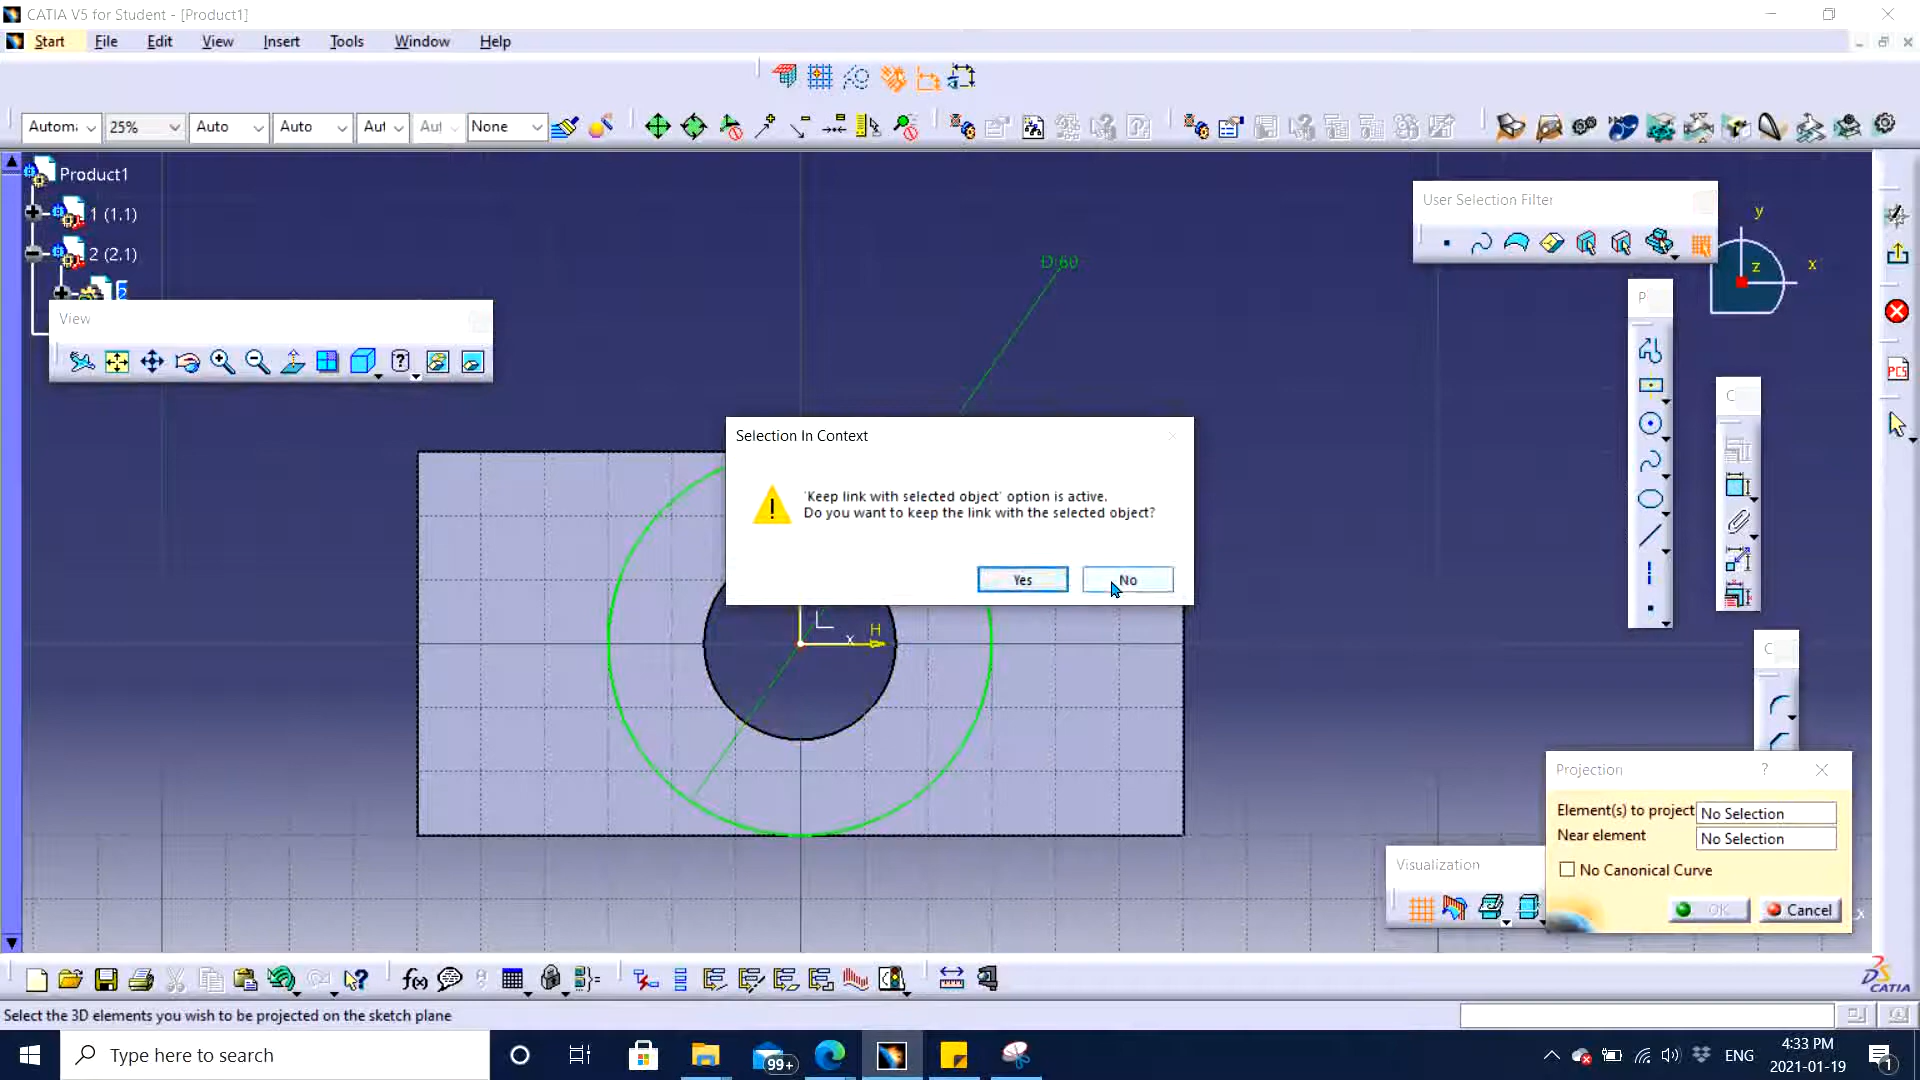 CATIA V5 for Student - [Product1]
Start File Edit View Insert Tools Window Help
Autom: 25% Auto Auto Aut Aut None
Product1
1 (1.1)
2 (2.1)
2
View
D 60
User Selection Filter
y
z
x
P
C
C
PCS
Selection In Context
'Keep link with selected object' option is active.
Do you want to keep the link with the selected object?
Yes No
H
x
Projection ?
Element(s) to project No Selection
Near element No Selection
No Canonical Curve
OK Cancel
Visualization
x
f(x)
CATIA
Select the 3D elements you wish to be projected on the sketch plane
Type here to search
99+
ENG
4:33 PM
2021-01-19
1